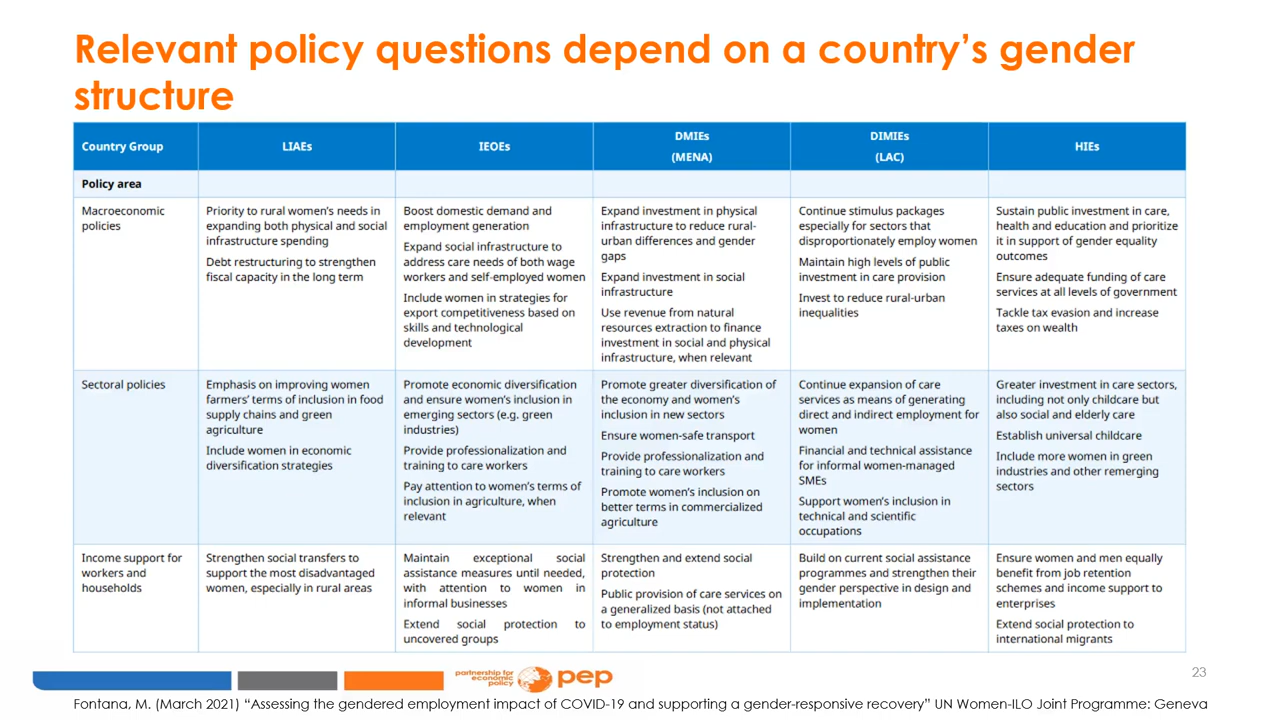 Relevant policy questions depend on a country’s gender
structure
Country Group
LIAEs
IEOEs
DMIEs
(MENA)
DIMIEs
(LAC)
HIEs
Policy area
Macroeconomic
policies
Priority to rural women’s needs in
expanding both physical and social
infrastructure spending
Debt restructuring to strengthen
fiscal capacity in the long term
Boost domestic demand and
employment generation
Expand social infrastructure to
address care needs of both wage
workers and self-employed women
Include women in strategies for
export competitiveness based on
skills and technological
development
Expand investment in physical
infrastructure to reduce rural-
urban differences and gender
gaps
Expand investment in social
infrastructure
Use revenue from natural
resources extraction to finance
investment in social and physical
infrastructure, when relevant
Continue stimulus packages
especially for sectors that
disproportionately employ women
Maintain high levels of public
investment in care provision
Invest to reduce rural-urban
inequalities
Sustain public investment in care,
health and education and prioritize
it in support of gender equality
outcomes
Ensure adequate funding of care
services at all levels of government
Tackle tax evasion and increase
taxes on wealth
Sectoral policies
Emphasis on improving women
farmers’ terms of inclusion in food
supply chains and green
agriculture
Include women in economic
diversification strategies
Promote economic diversification
and ensure women’s inclusion in
emerging sectors (e.g. green
industries)
Provide professionalization and
training to care workers
Pay attention to women’s terms of
inclusion in agriculture, when
relevant
Promote greater diversification of
the economy and women’s
inclusion in new sectors
Ensure women-safe transport
Provide professionalization and
training to care workers
Promote women’s inclusion on
better terms in commercialized
agriculture
Continue expansion of care
services as means of generating
direct and indirect employment for
women
Financial and technical assistance
for informal women-managed
SMEs
Support women’s inclusion in
technical and scientific
occupations
Greater investment in care sectors,
including not only childcare but
also social and elderly care
Establish universal childcare
Include more women in green
industries and other remerging
sectors
Income support for
workers and
households
Strengthen social transfers to
support the most disadvantaged
women, especially in rural areas
Maintain exceptional social
assistance measures until needed,
with attention to women in
informal businesses
Extend social protection to
uncovered groups
Strengthen and extend social
protection
Public provision of care services on
a generalized basis (not attached
to employment status)
Build on current social assistance
programmes and strengthen their
gender perspective in design and
implementation
Ensure women and men equally
benefit from job retention
schemes and income support to
enterprises
Extend social protection to
international migrants
partnership for
economic
policy
pep
23
Fontana, M. (March 2021) “Assessing the gendered employment impact of COVID-19 and supporting a gender-responsive recovery” UN Women-ILO Joint Programme: Geneva